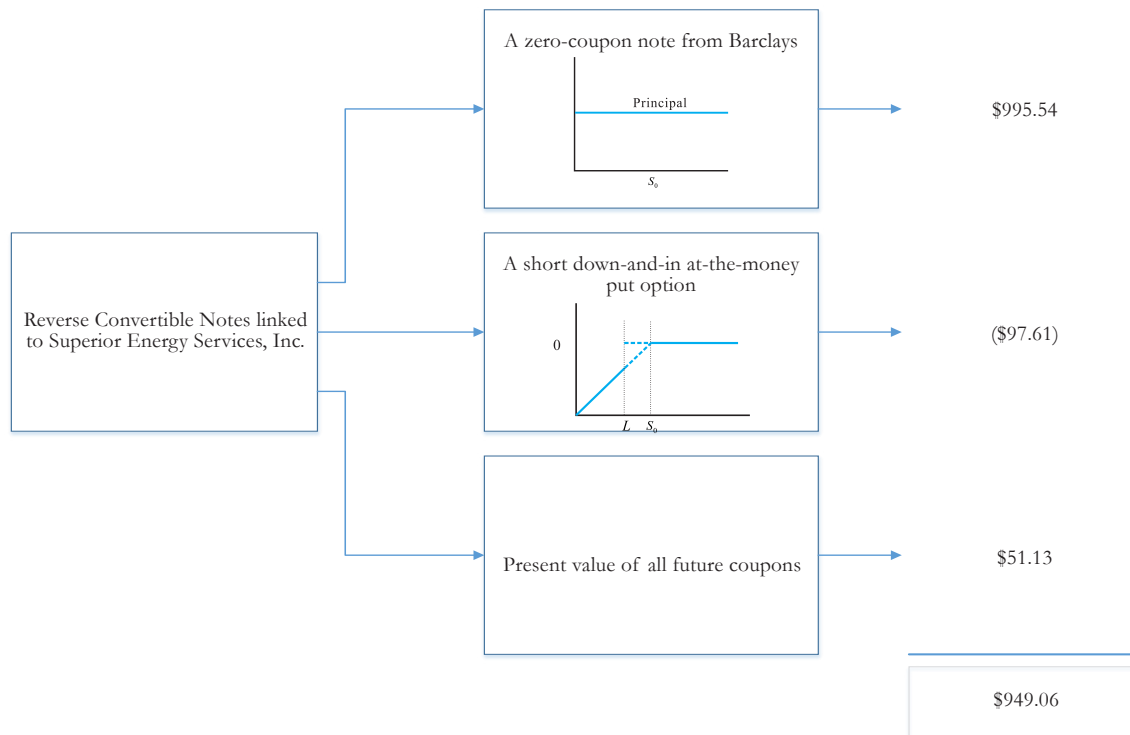 A zero-coupon note from Barclays
Principal
S₀
$995.54
Reverse Convertible Notes linked
to Superior Energy Services, Inc.
A short down-and-in at-the-money
put option
0
L S₀
($97.61)
Present value of all future coupons
$51.13
$949.06